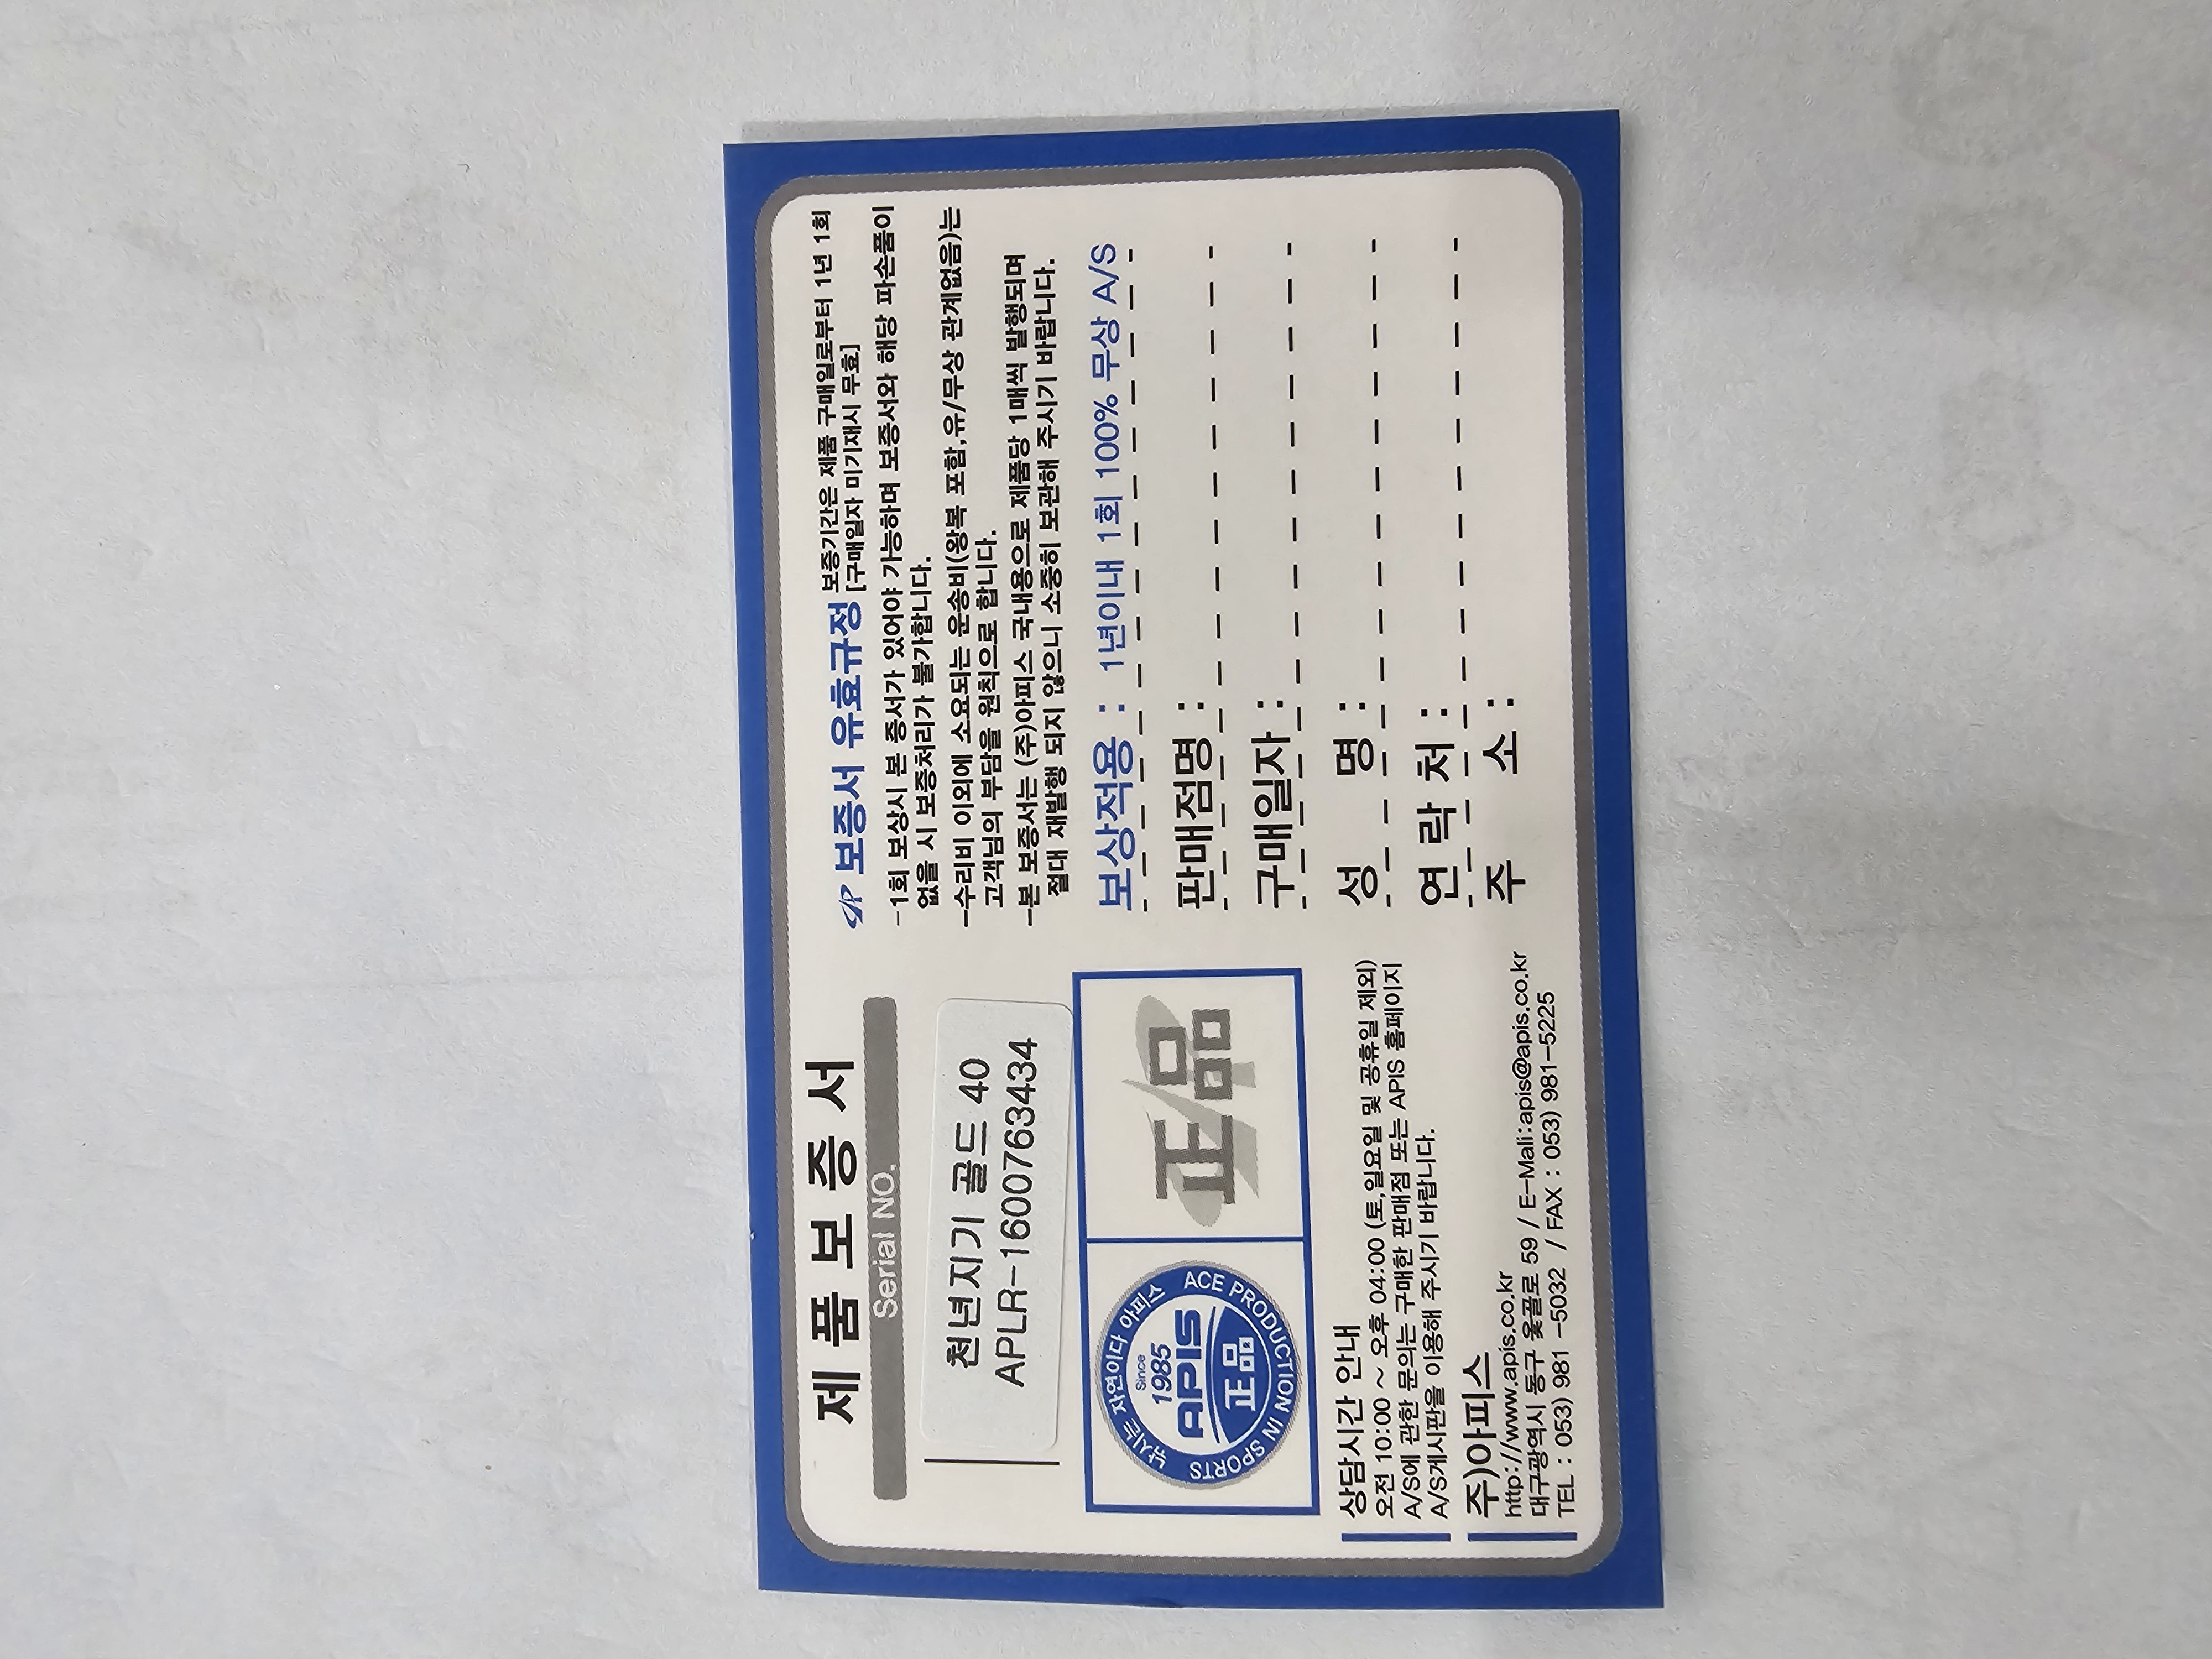 제 품 보 증 서
Serial NO.
천년지기 골드 40
APLR-1600763434
낚시는 자연이다 아피스
Since
1985
APIS
正品
ACE PRODUCTION IN SPORTS
正品
상담시간 안내
오전 10:00 ~ 오후 04:00 (토,일요일 및 공휴일 제외)
A/S에 관한 문의는 구매한 판매점 또는 APIS 홈페이지
A/S게시판을 이용해 주시기 바랍니다.
주)아피스
http://www.apis.co.kr
대구광역시 동구 옻골로 59 / E-Mali:apis@apis.co.kr
TEL : 053) 981 -5032 / FAX : 053) 981-5225
보증서 유효규정 보증기간은 제품 구매일로부터 1년 1회
[구매일자 미기재시 무효]
-1회 보상시 본 증서가 있어야 가능하며 보증서와 해당 파손품이
없을 시 보증처리가 불가합니다.
-수리비 이외에 소요되는 운송비(왕복 포함,유/무상 관계없음)는
고객님의 부담을 원칙으로 합니다.
-본 보증서는 (주)아피스 국내용으로 제품당 1매씩 발행되며
절대 재발행 되지 않으니 소중히 보관해 주시기 바랍니다.
보상적용 : 1년이내 1회 100% 무상 A/S
판매점명 :
구매일자 :
성 명 :
연 락 처 :
주 소 :